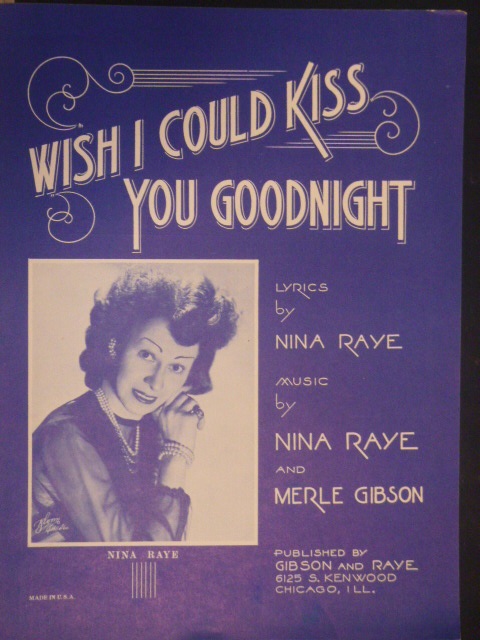 WISH I COULD KISS
YOU GOODNIGHT
LYRICS
by
NINA RAYE
MUSIC
by
NINA RAYE
AND
MERLE GIBSON
NINA RAYE
PUBLISHED BY
GIBSON AND RAYE
6125 S. KENWOOD
CHICAGO, ILL.
MADE IN U.S.A.